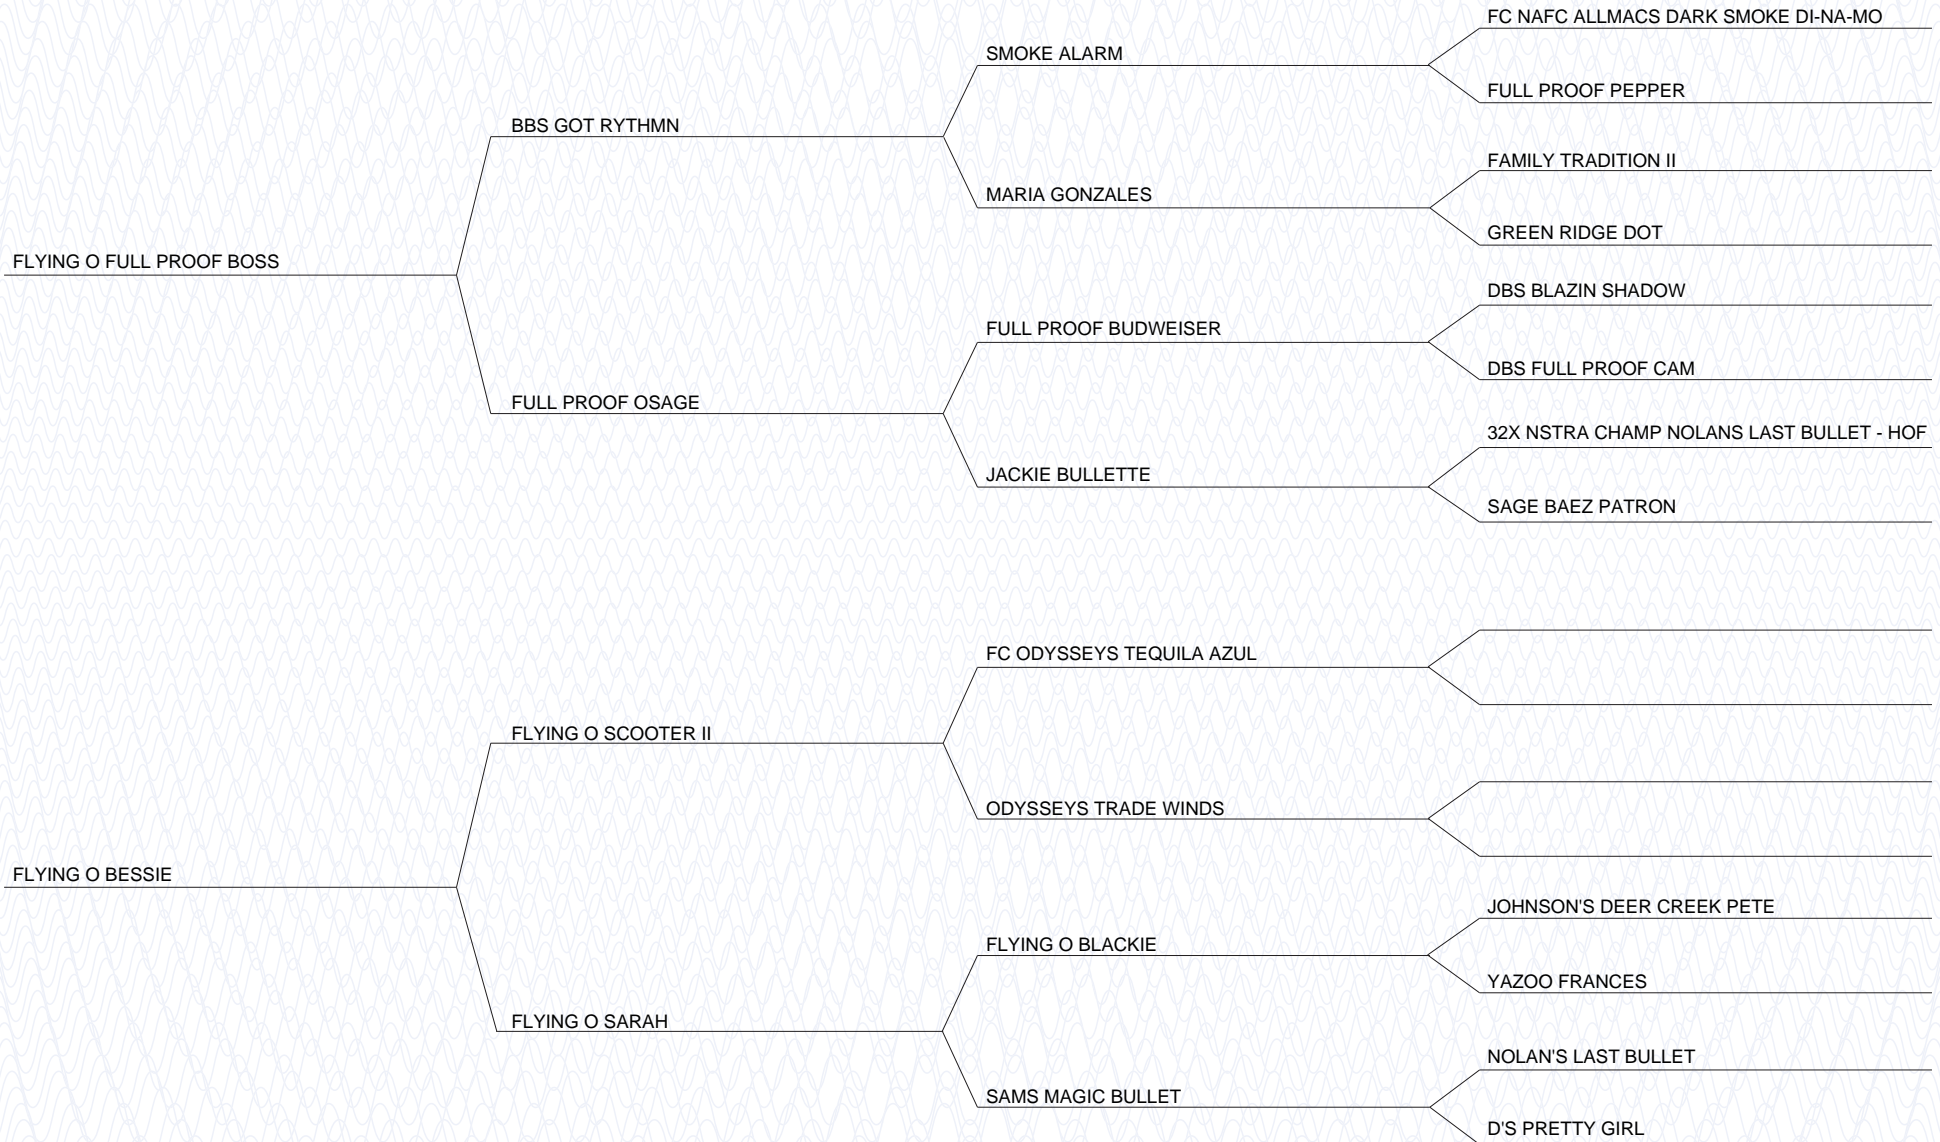 FC NAFC ALLMACS DARK SMOKE DI-NA-MO
SMOKE ALARM
FULL PROOF PEPPER
BBS GOT RYTHMN
FAMILY TRADITION II
MARIA GONZALES
GREEN RIDGE DOT
FLYING O FULL PROOF BOSS
DBS BLAZIN SHADOW
FULL PROOF BUDWEISER
DBS FULL PROOF CAM
FULL PROOF OSAGE
32X NSTRA CHAMP NOLANS LAST BULLET - HOF
JACKIE BULLETTE
SAGE BAEZ PATRON
FC ODYSSEYS TEQUILA AZUL
FLYING O SCOOTER II
ODYSSEYS TRADE WINDS
FLYING O BESSIE
JOHNSON'S DEER CREEK PETE
FLYING O BLACKIE
YAZOO FRANCES
FLYING O SARAH
NOLAN'S LAST BULLET
SAMS MAGIC BULLET
D'S PRETTY GIRL